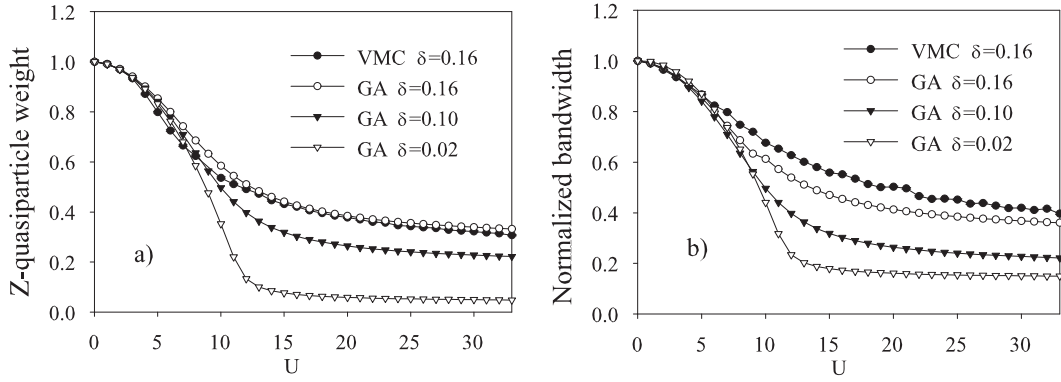 a)
Z-quasiparticle weight
1.2
1.0
0.8
0.6
0.4
0.2
0.0
VMC δ=0.16
GA δ=0.16
GA δ=0.10
GA δ=0.02
0 5 10 15 20 25 30
U
b)
Normalized bandwidth
1.2
1.0
0.8
0.6
0.4
0.2
0.0
VMC δ=0.16
GA δ=0.16
GA δ=0.10
GA δ=0.02
0 5 10 15 20 25 30
U